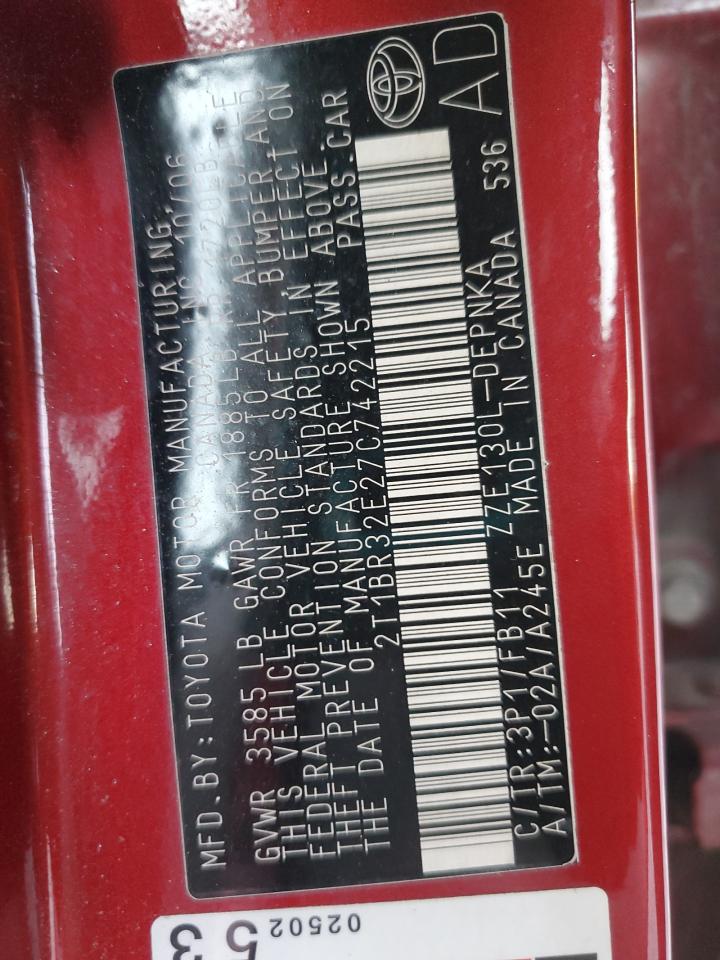 MFD.BY:TOYOTA MOTOR MANUFACTURING,
CANADA INC 10/06
GVWR 3585 LB GAWR FR 1885LB RR
THIS VEHICLE CONFORMS TO ALL APPLICABLE
FEDERAL MOTOR VEHICLE SAFETY BUMPER AND
THEFT PREVENTION STANDARDS IN EFFECT ON
THE DATE OF MANUFACTURE SHOWN ABOVE.
2T1BR32E27C742215 PASS.CAR
C/TR:3P1/FB11 ZZE130L-DEPNKA
A/TM:-02A/A245E MADE IN CANADA 536
AD
02502
53